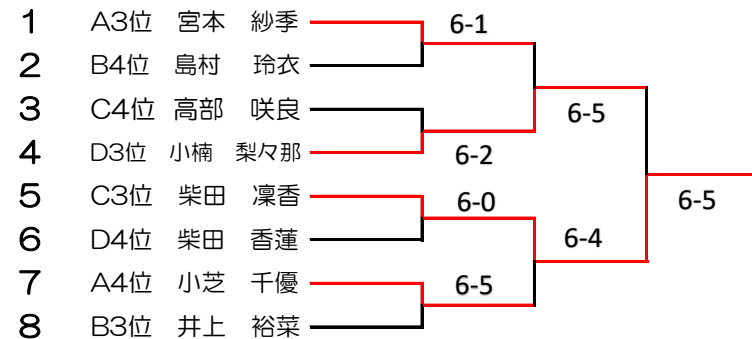 1 A3位 宮本 紗季
6-1
2 B4位 島村 玲衣
3 C4位 高部 咲良
6-5
4 D3位 小楠 梨々那
6-2
5 C3位 柴田 凜香
6-0
6-5
6 D4位 柴田 香蓮
6-4
7 A4位 小芝 千優
6-5
8 B3位 井上 裕菜